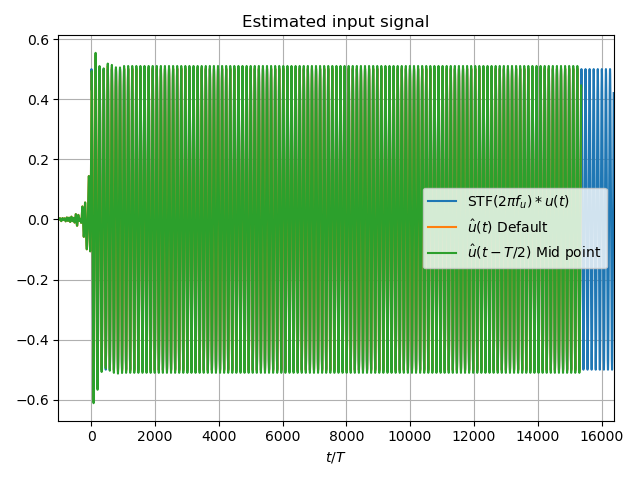 Estimated input signal
0.6
0.4
0.2
0.0
−0.2
−0.4
−0.6
STF(2πf_u) * u(t)
û(t) Default
û(t − T/2) Mid point
0 2000 4000 6000 8000 10000 12000 14000 16000
t/T